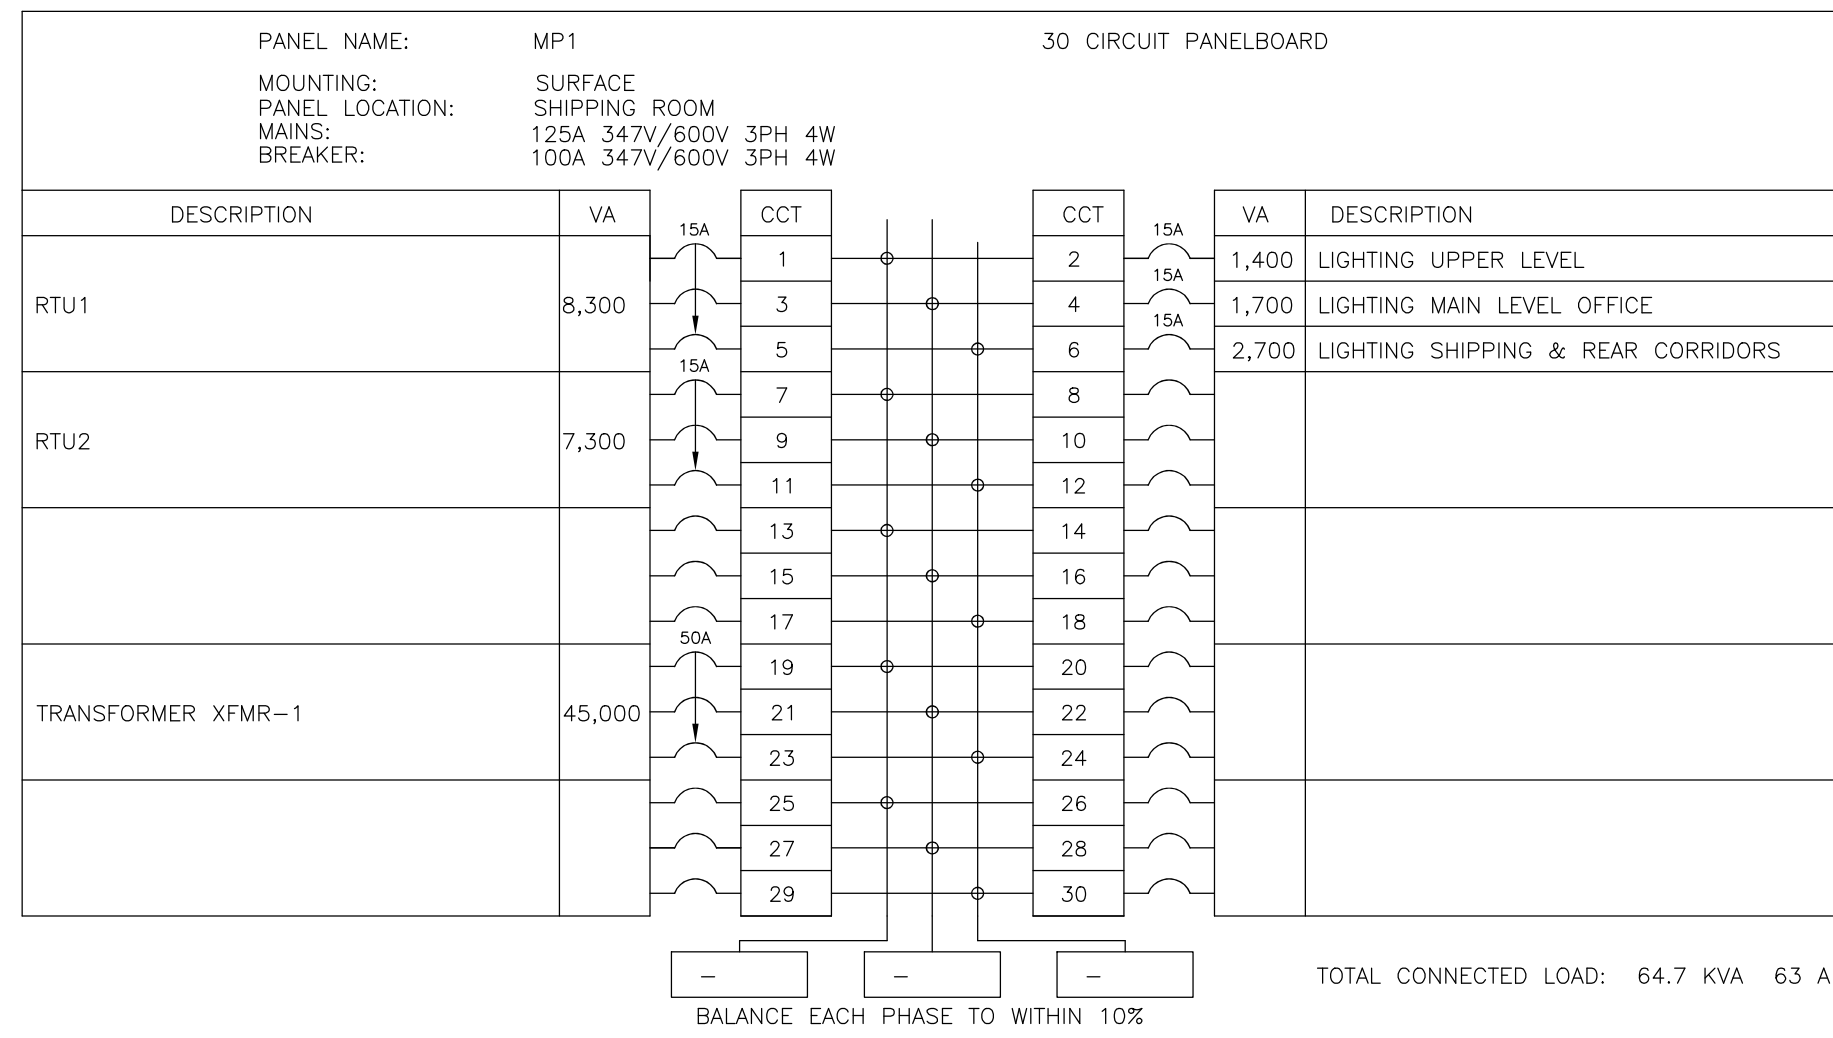 PANEL NAME: MP1 30 CIRCUIT PANELBOARD
MOUNTING: SURFACE
PANEL LOCATION: SHIPPING ROOM
MAINS: 125A 347V/600V 3PH 4W
BREAKER: 100A 347V/600V 3PH 4W
DESCRIPTION VA CCT CCT VA DESCRIPTION
15A 15A
1 2 1,400 LIGHTING UPPER LEVEL
15A
RTU1 8,300 3 4 1,700 LIGHTING MAIN LEVEL OFFICE
15A
5 6 2,700 LIGHTING SHIPPING & REAR CORRIDORS
15A
7 8
RTU2 7,300 9 10
11 12
13 14
15 16
17 18
50A
19 20
TRANSFORMER XFMR-1 45,000 21 22
23 24
25 26
27 28
29 30
- - -
TOTAL CONNECTED LOAD: 64.7 KVA 63 A
BALANCE EACH PHASE TO WITHIN 10%